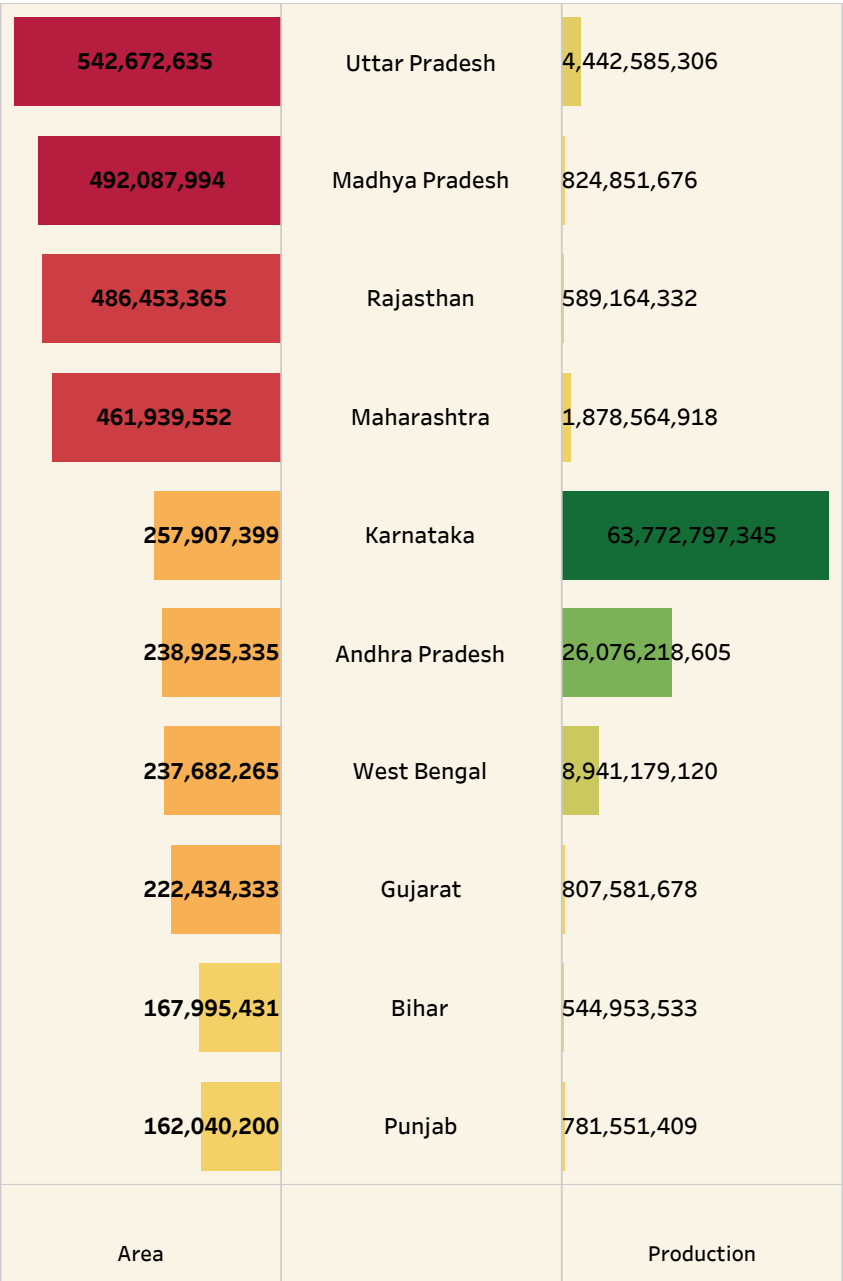 542,672,635 Uttar Pradesh 4,442,585,306
492,087,994 Madhya Pradesh 824,851,676
486,453,365 Rajasthan 589,164,332
461,939,552 Maharashtra 1,878,564,918
257,907,399 Karnataka 63,772,797,345
238,925,335 Andhra Pradesh 26,076,218,605
237,682,265 West Bengal 8,941,179,120
222,434,333 Gujarat 807,581,678
167,995,431 Bihar 544,953,533
162,040,200 Punjab 781,551,409
Area Production